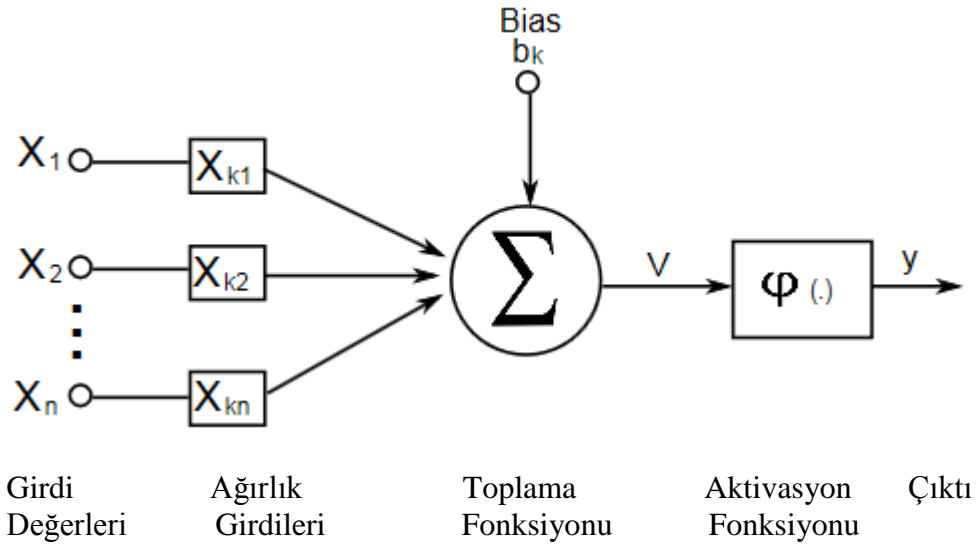 Bias
bk
X1
Xk1
X2
Xk2
Σ
V
φ (.)
y
Xn
Xkn
Girdi Ağırlık Toplama Aktivasyon Çıktı
Değerleri Girdileri Fonksiyonu Fonksiyonu